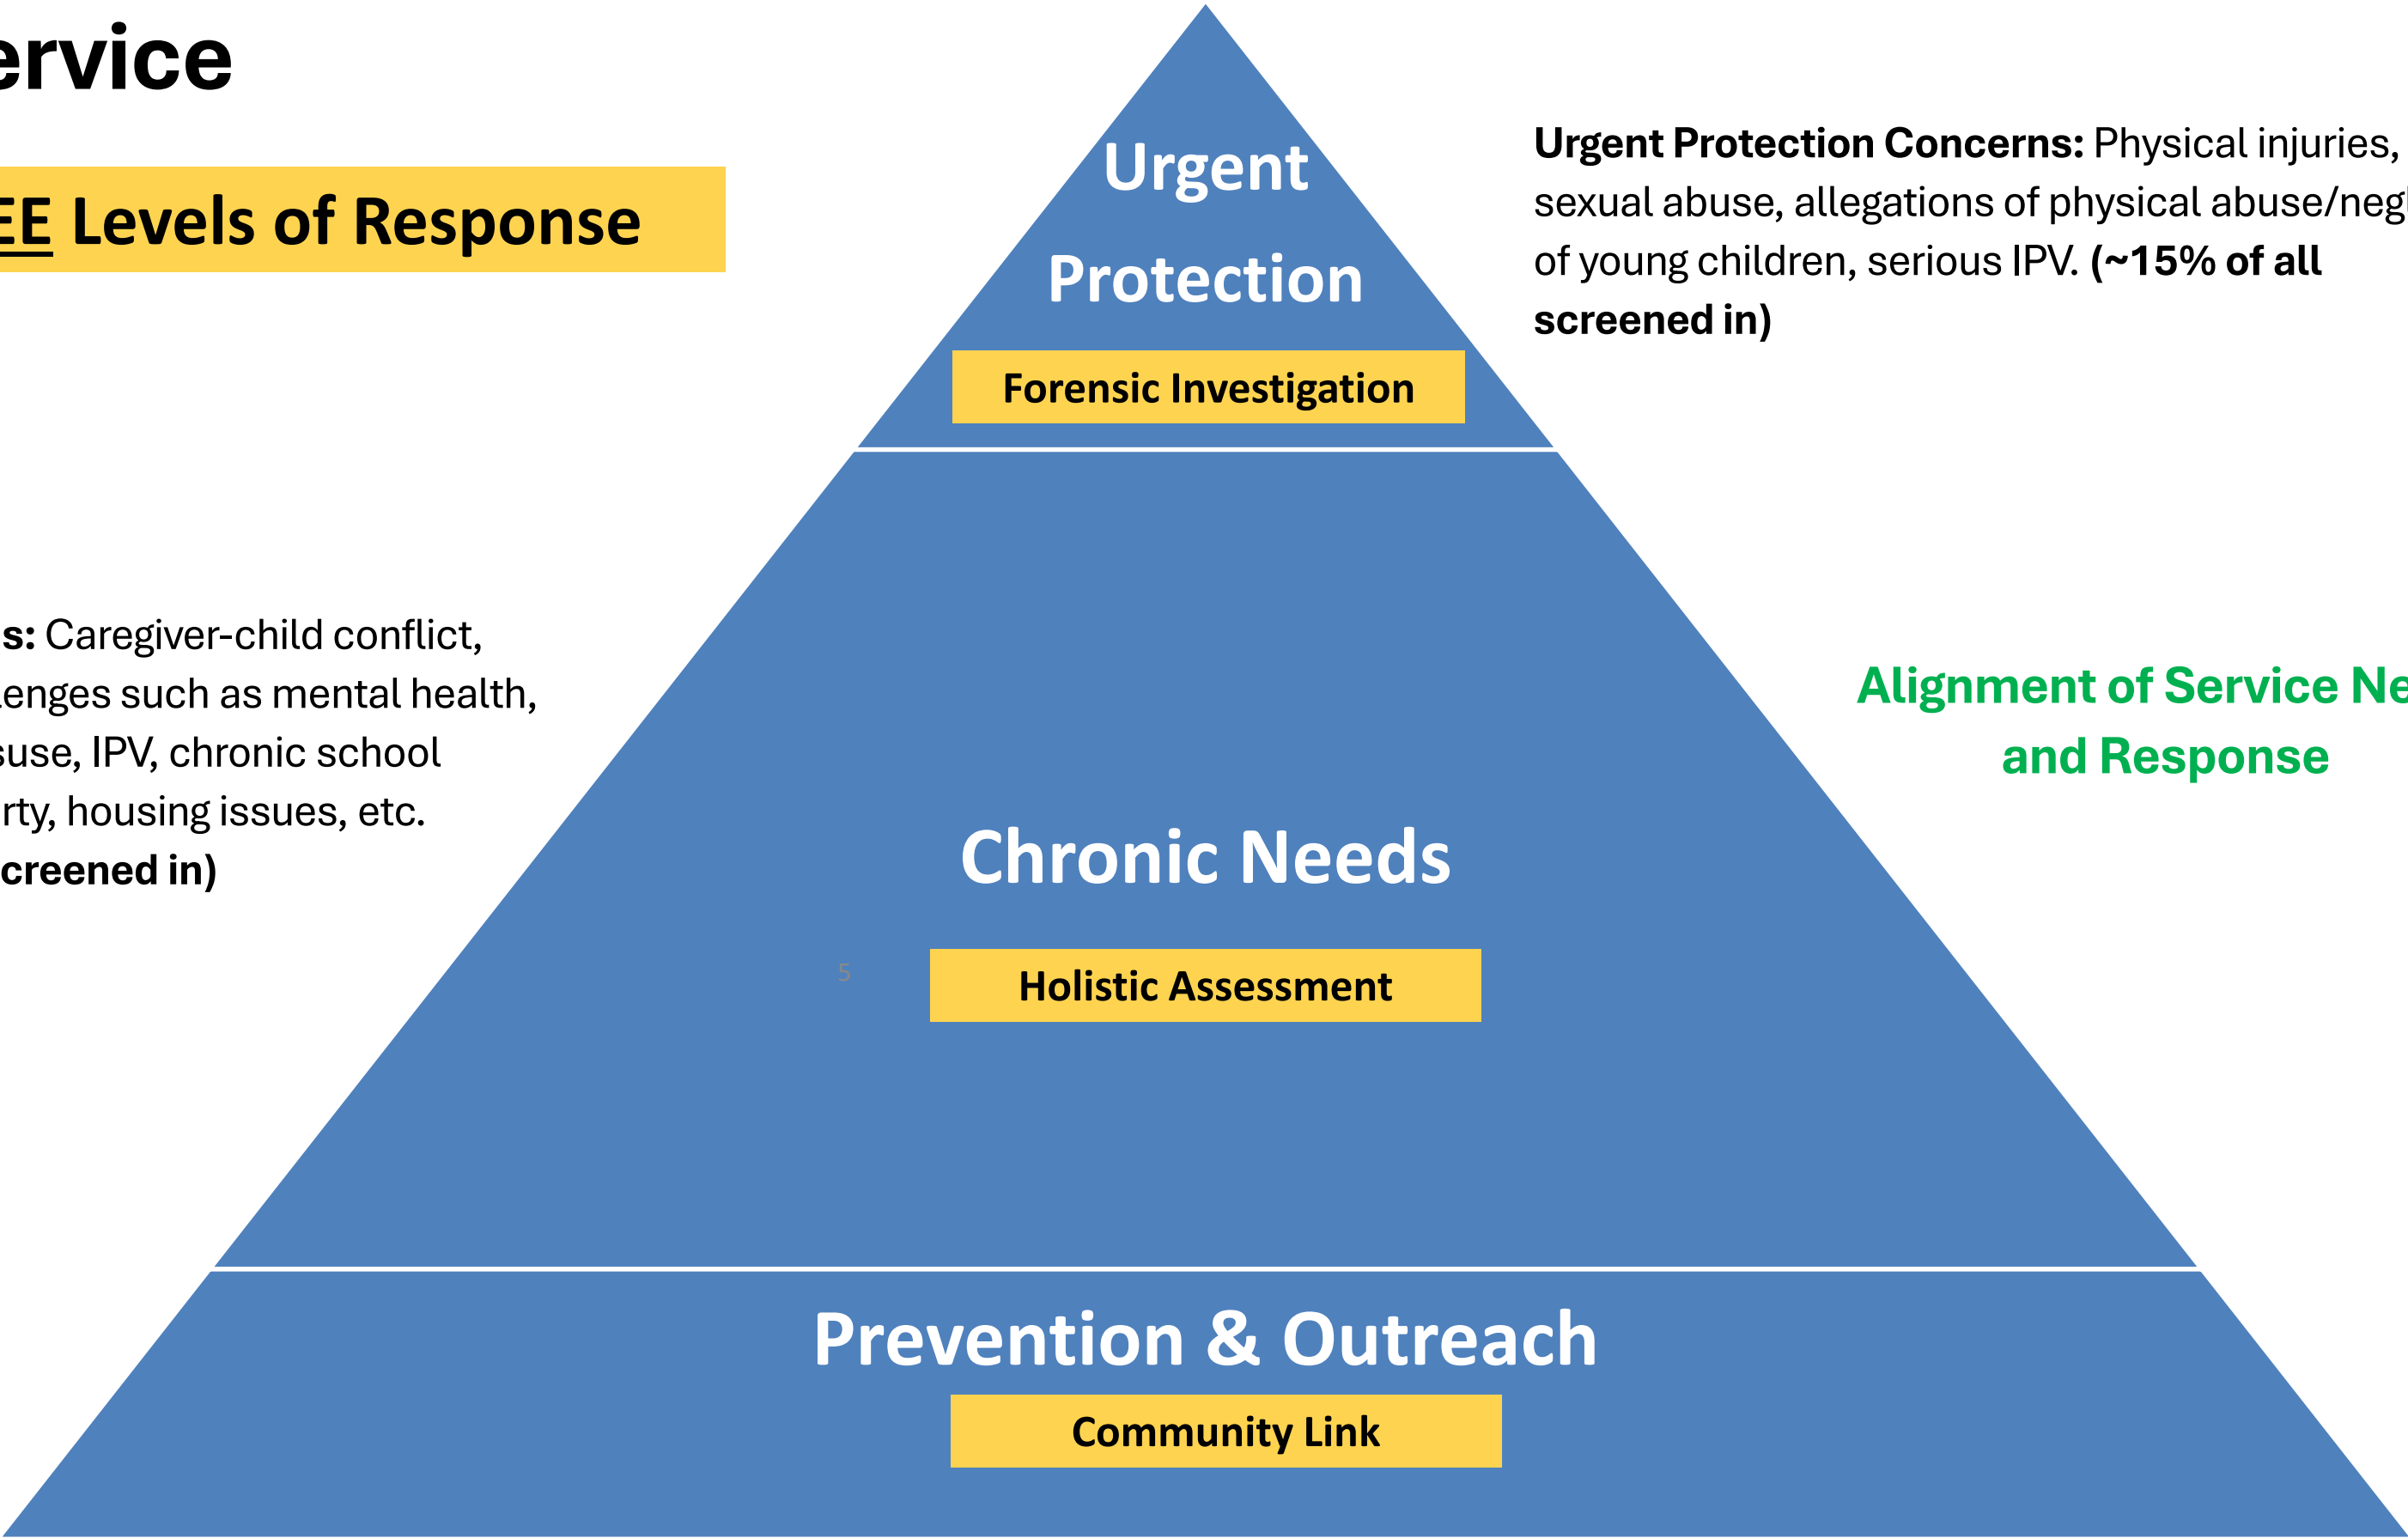 ervice
EE Levels of Response
Urgent
Protection
Forensic Investigation
Urgent Protection Concerns: Physical injuries,
sexual abuse, allegations of physical abuse/negl
of young children, serious IPV. (~15% of all
screened in)
s: Caregiver-child conflict,
enges such as mental health,
use, IPV, chronic school
rty, housing issues, etc.
creened in)
Alignment of Service Ne
and Response
Chronic Needs
5
Holistic Assessment
Prevention & Outreach
Community Link